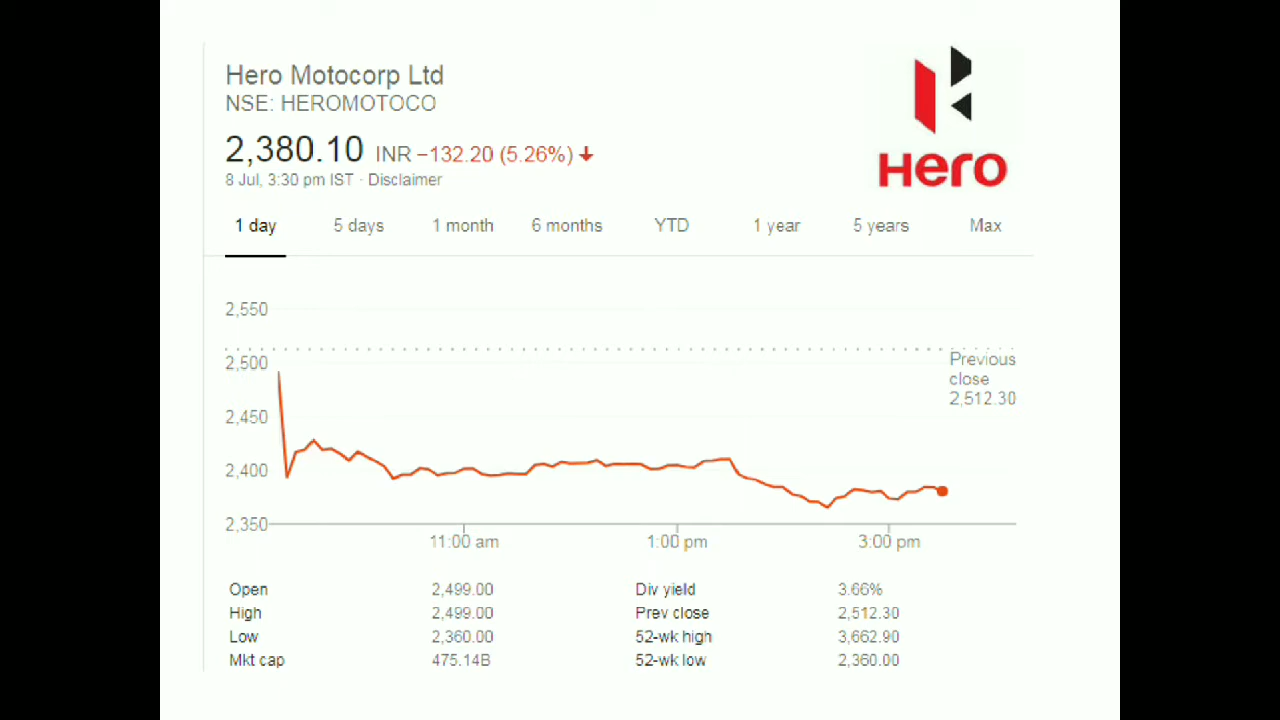 Hero Motocorp Ltd
NSE: HEROMOTOCO
2,380.10 INR −132.20 (5.26%)
8 Jul, 3:30 pm IST · Disclaimer
Hero
1 day 5 days 1 month 6 months YTD 1 year 5 years Max
2,550
2,500
2,450
2,400
2,350
Previous
close
2,512.30
11:00 am 1:00 pm 3:00 pm
Open 2,499.00 Div yield 3.66%
High 2,499.00 Prev close 2,512.30
Low 2,360.00 52-wk high 3,662.90
Mkt cap 475.14B 52-wk low 2,360.00